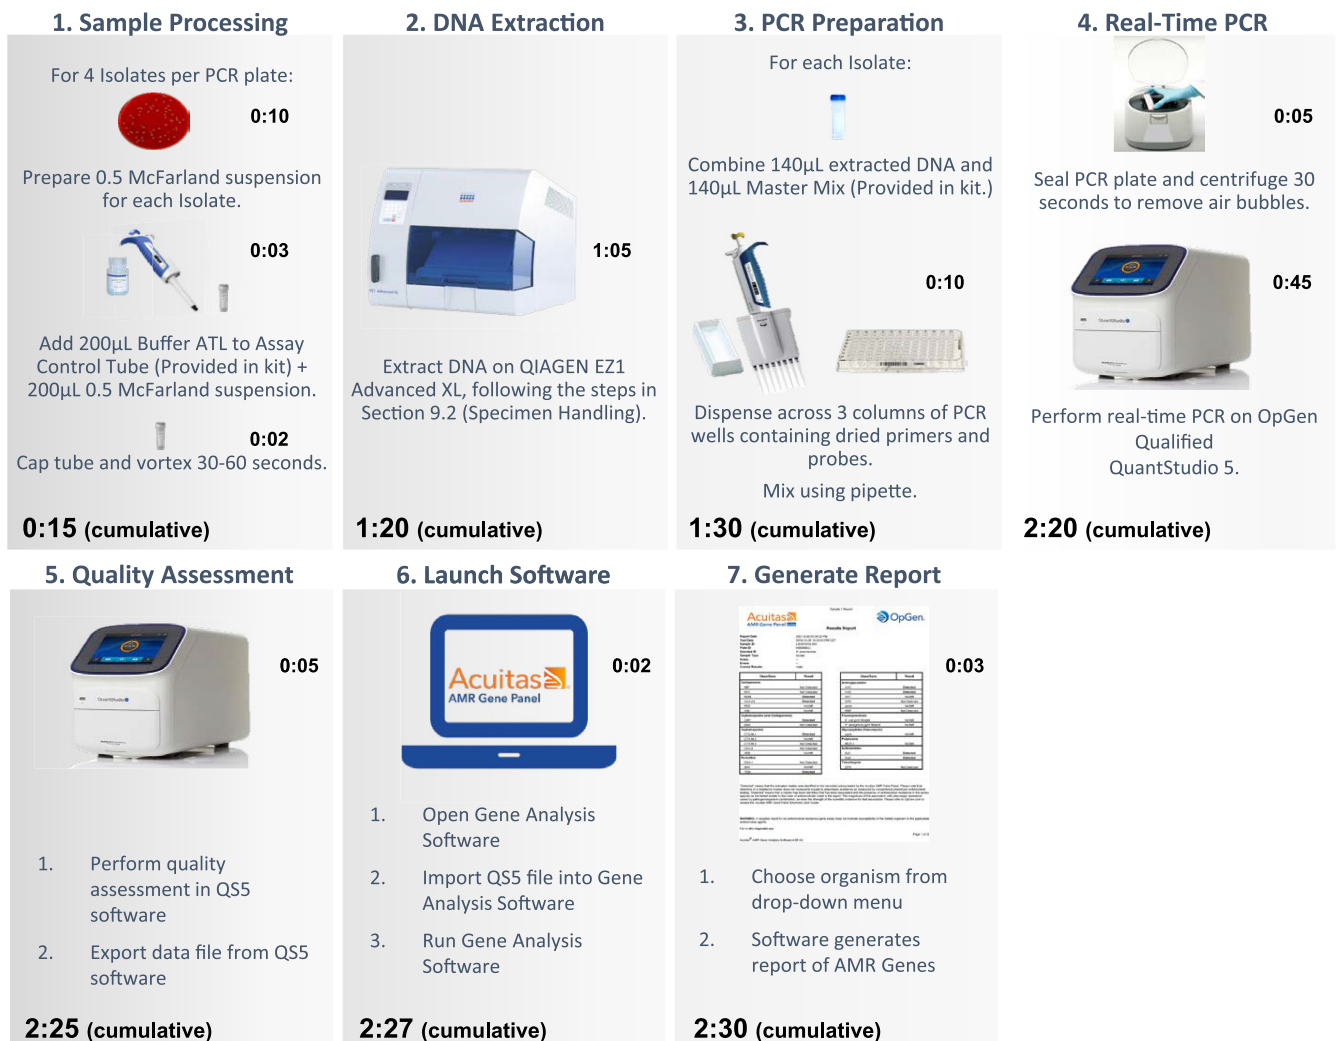 1. Sample Processing
For 4 Isolates per PCR plate:
0:10
Prepare 0.5 McFarland suspension
for each Isolate.
0:03
Add 200µL Buffer ATL to Assay
Control Tube (Provided in kit) +
200µL 0.5 McFarland suspension.
0:02
Cap tube and vortex 30-60 seconds.
0:15 (cumulative)
2. DNA Extraction
1:05
Extract DNA on QIAGEN EZ1
Advanced XL, following the steps in
Section 9.2 (Specimen Handling).
1:20 (cumulative)
3. PCR Preparation
For each Isolate:
Combine 140µL extracted DNA and
140µL Master Mix (Provided in kit.)
0:10
Dispense across 3 columns of PCR
wells containing dried primers and
probes.
Mix using pipette.
1:30 (cumulative)
4. Real-Time PCR
0:05
Seal PCR plate and centrifuge 30
seconds to remove air bubbles.
QuantStudio
0:45
Perform real-time PCR on OpGen
Qualified
QuantStudio 5.
2:20 (cumulative)
5. Quality Assessment
QuantStudio
0:05
1. Perform quality
assessment in QS5
software
2. Export data file from QS5
software
2:25 (cumulative)
6. Launch Software
Acuitas
AMR Gene Panel
0:02
1. Open Gene Analysis
Software
2. Import QS5 file into Gene
Analysis Software
3. Run Gene Analysis
Software
2:27 (cumulative)
7. Generate Report
Acuitas
AMR Gene Panel
OpGen.
Results Report
0:03
1. Choose organism from
drop-down menu
2. Software generates
report of AMR Genes
2:30 (cumulative)